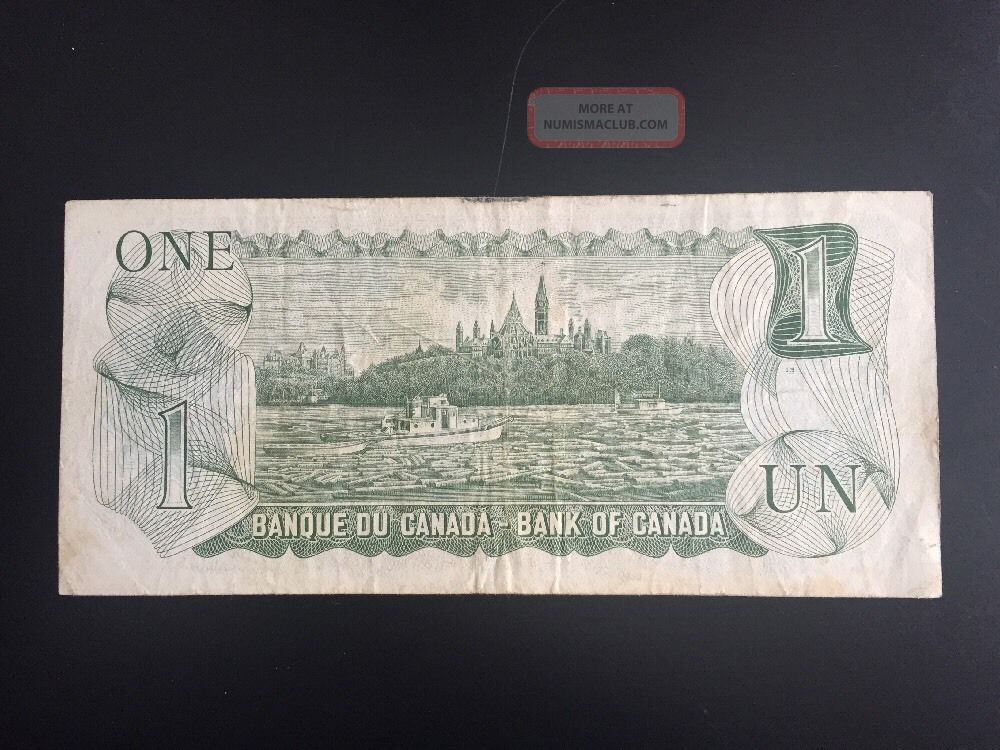 MORE AT
NUMISMACLUB.COM
ONE
1
1
UN
BANQUE DU CANADA - BANK OF CANADA